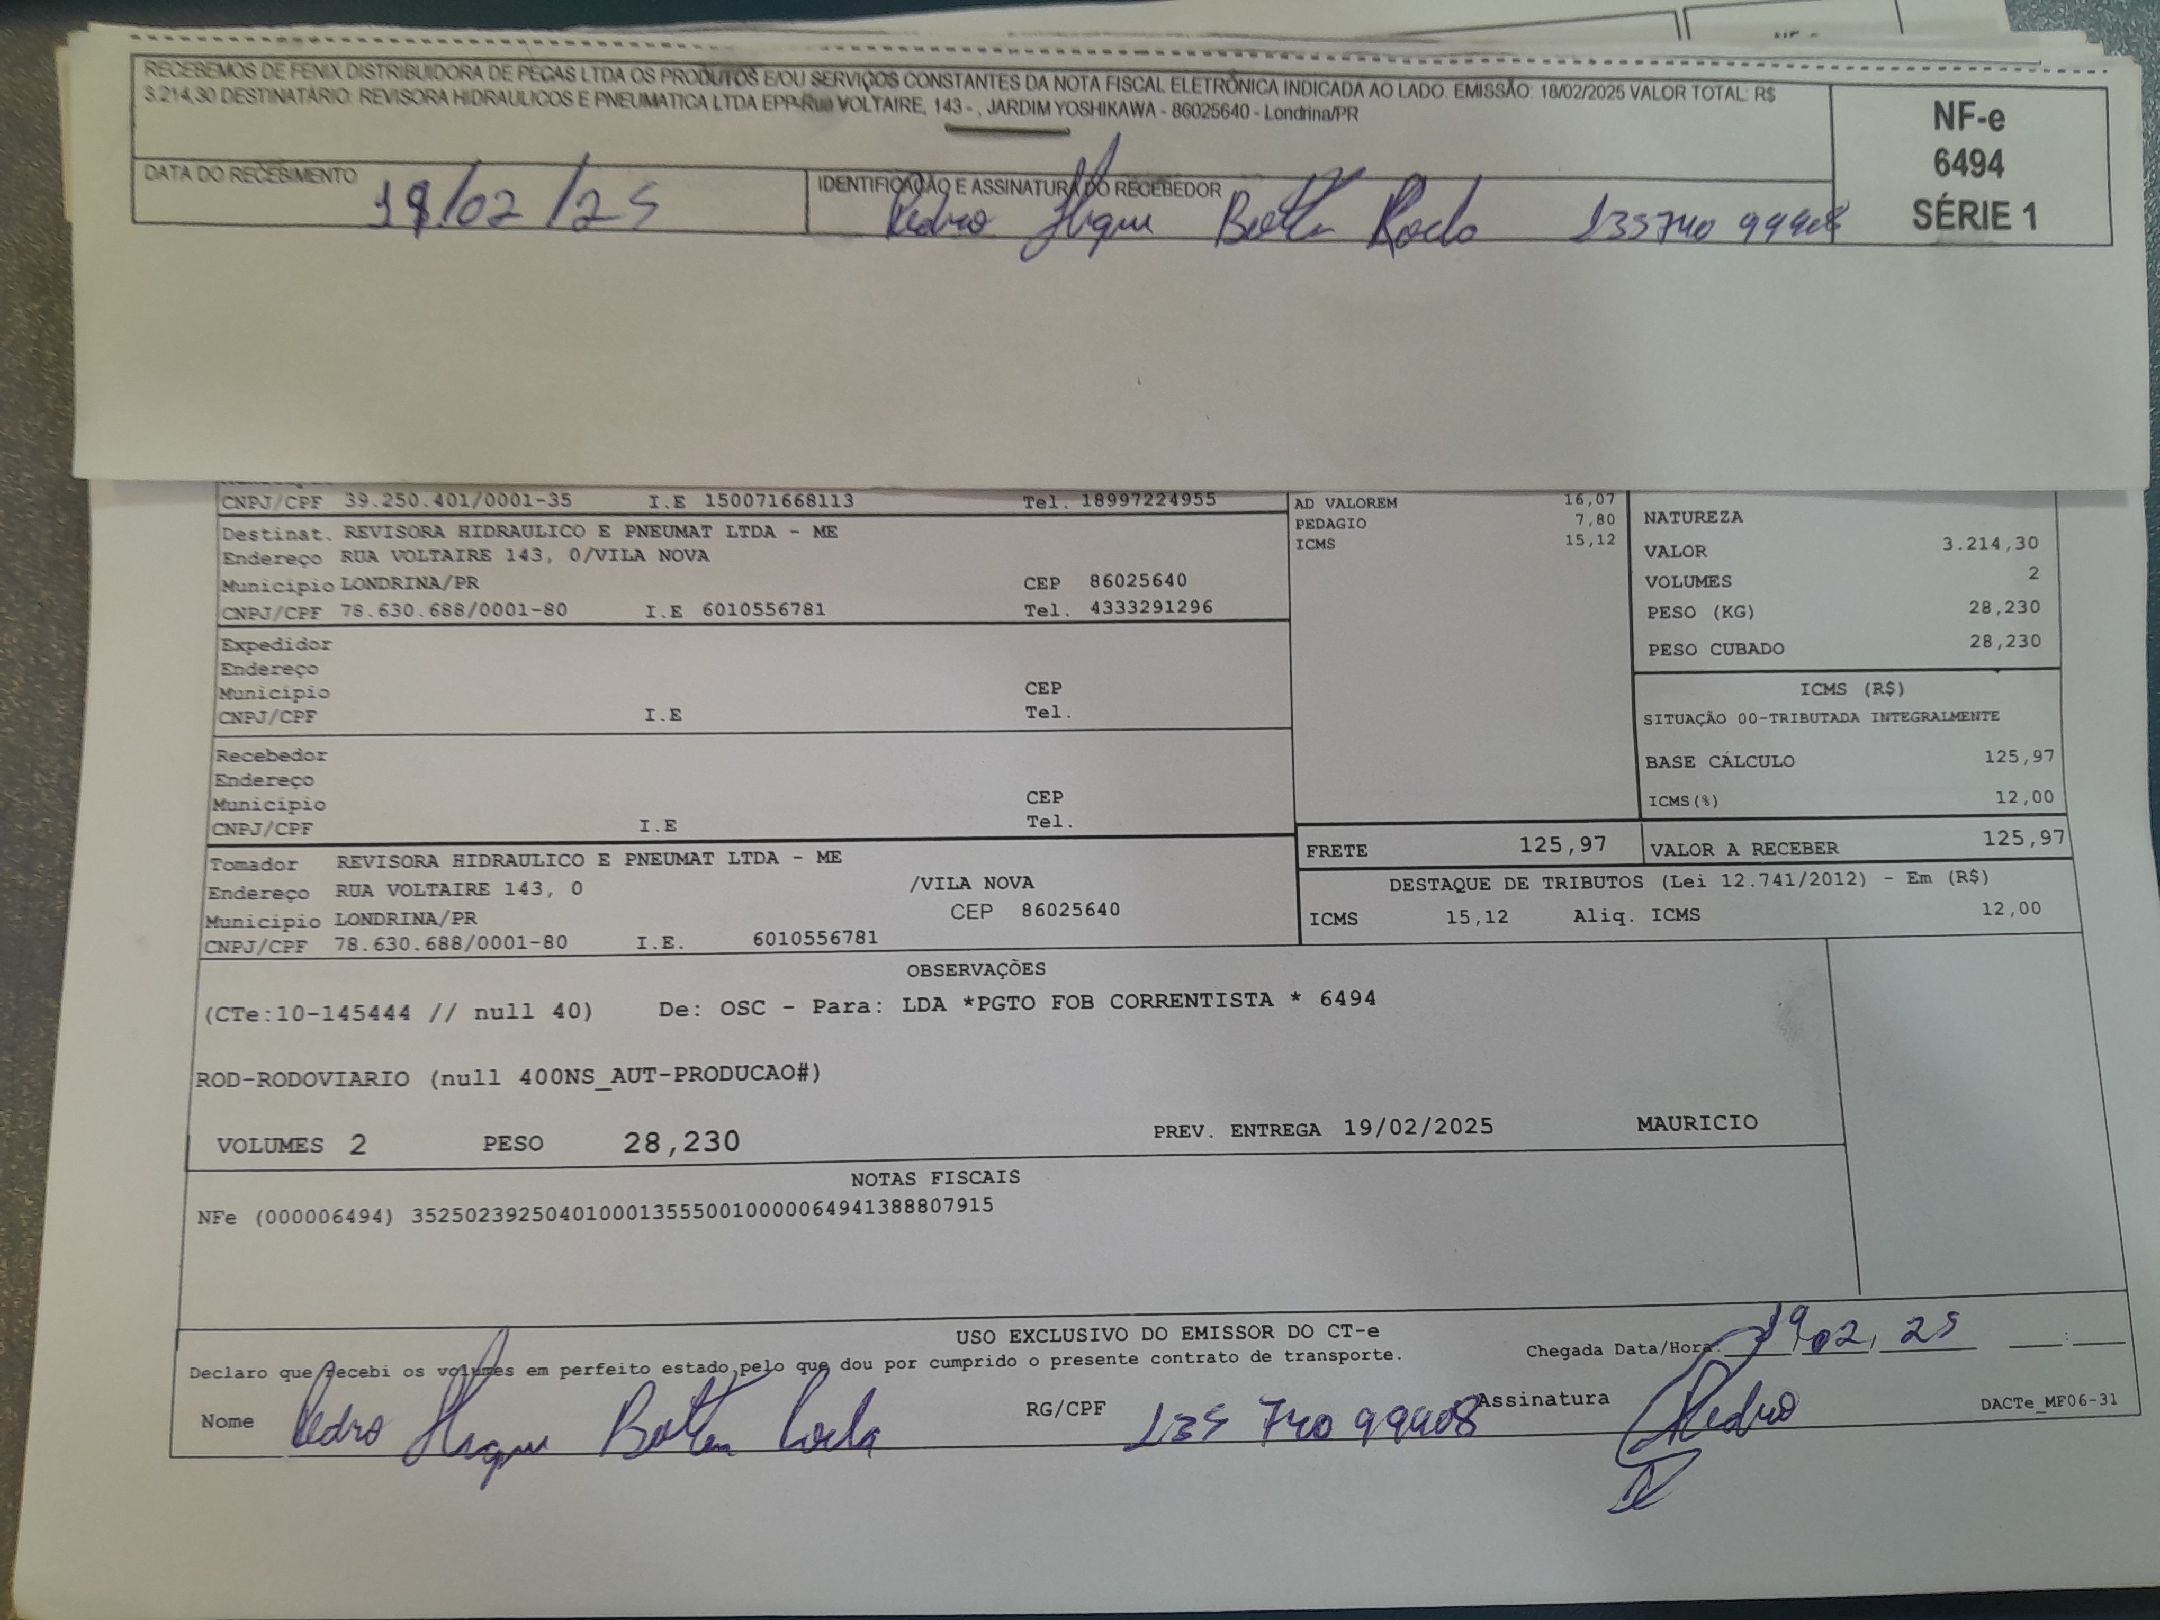 RECEBEMOS DE FENIX DISTRIBUIDORA DE PEÇAS LTDA OS PRODUTOS E/OU SERVIÇOS CONSTANTES DA NOTA FISCAL ELETRÔNICA INDICADA AO LADO. EMISSÃO: 18/02/2025 VALOR TOTAL: R$
3.214,30 DESTINATÁRIO: REVISORA HIDRAULICOS E PNEUMATICA LTDA EPP-Rua VOLTAIRE, 143 - , JARDIM YOSHIKAWA - 86025640 - Londrina/PR
NF-e
6494
SÉRIE 1
DATA DO RECEBIMENTO
19/02/25
IDENTIFICAÇÃO E ASSINATURA DO RECEBEDOR
Pedro
CNPJ/CPF 39.250.401/0001-35 I.E 150071668113 Tel. 18997224955
Destinat. REVISORA HIDRAULICO E PNEUMAT LTDA - ME
Endereço RUA VOLTAIRE 143, 0/VILA NOVA
Municipio LONDRINA/PR CEP 86025640
CNPJ/CPF 78.630.688/0001-80 I.E 6010556781 Tel. 4333291296
Expedidor
Endereço
Municipio CEP
CNPJ/CPF I.E Tel.
Recebedor
Endereço
Municipio CEP
CNPJ/CPF I.E Tel.
Tomador REVISORA HIDRAULICO E PNEUMAT LTDA - ME
Endereço RUA VOLTAIRE 143, 0 /VILA NOVA
Municipio LONDRINA/PR CEP 86025640
CNPJ/CPF 78.630.688/0001-80 I.E. 6010556781
AD VALOREM 16,07
PEDAGIO 7,80
ICMS 15,12
NATUREZA
VALOR 3.214,30
VOLUMES 2
PESO (KG) 28,230
PESO CUBADO 28,230
ICMS (R$)
SITUAÇÃO 00-TRIBUTADA INTEGRALMENTE
BASE CÁLCULO 125,97
ICMS(%) 12,00
FRETE 125,97 VALOR A RECEBER 125,97
DESTAQUE DE TRIBUTOS (Lei 12.741/2012) - Em (R$)
ICMS 15,12 Aliq. ICMS 12,00
OBSERVAÇÕES
(CTe:10-145444 // null 40) De: OSC - Para: LDA *PGTO FOB CORRENTISTA * 6494
ROD-RODOVIARIO (null 400NS_AUT-PRODUCAO#)
VOLUMES 2 PESO 28,230 PREV. ENTREGA 19/02/2025 MAURICIO
NOTAS FISCAIS
NFe (000006494) 35250239250401000135550010000064941388807915
USO EXCLUSIVO DO EMISSOR DO CT-e
Declaro que recebi os volumes em perfeito estado pelo que dou por cumprido o presente contrato de transporte.
Chegada Data/Hora: 19, 02, 25 :
Nome Pedro
RG/CPF
Assinatura Pedro
DACTe_MF06-31